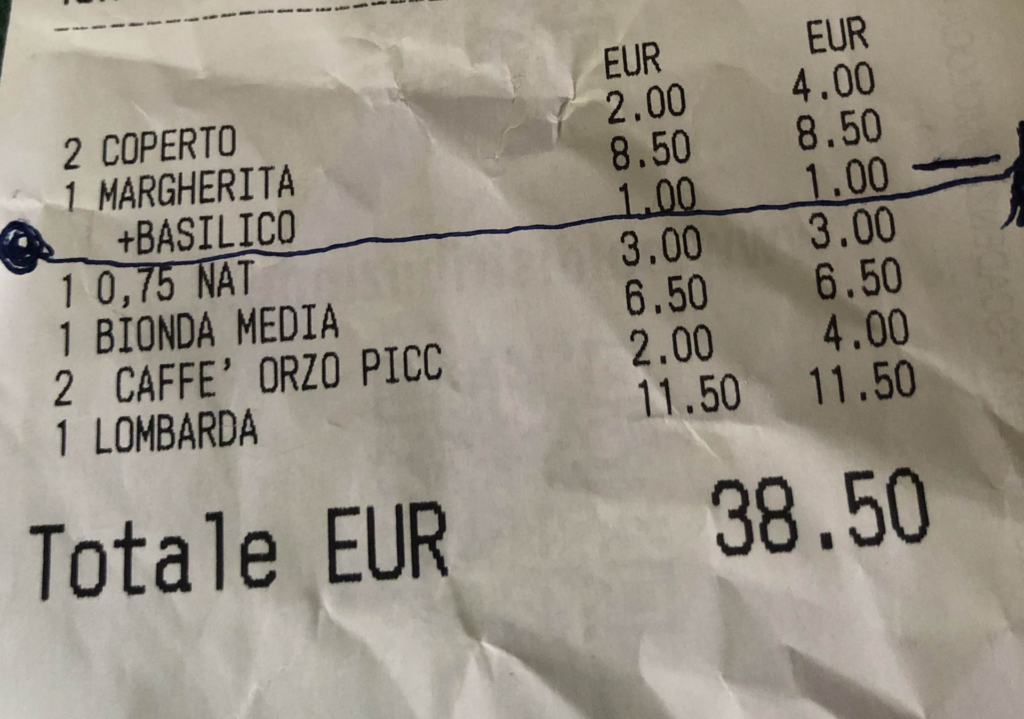 EUR EUR
2 COPERTO 2.00 4.00
1 MARGHERITA 8.50 8.50
+BASILICO 1.00 1.00
1 0,75 NAT 3.00 3.00
1 BIONDA MEDIA 6.50 6.50
2 CAFFE' ORZO PICC 2.00 4.00
1 LOMBARDA 11.50 11.50
Totale EUR 38.50